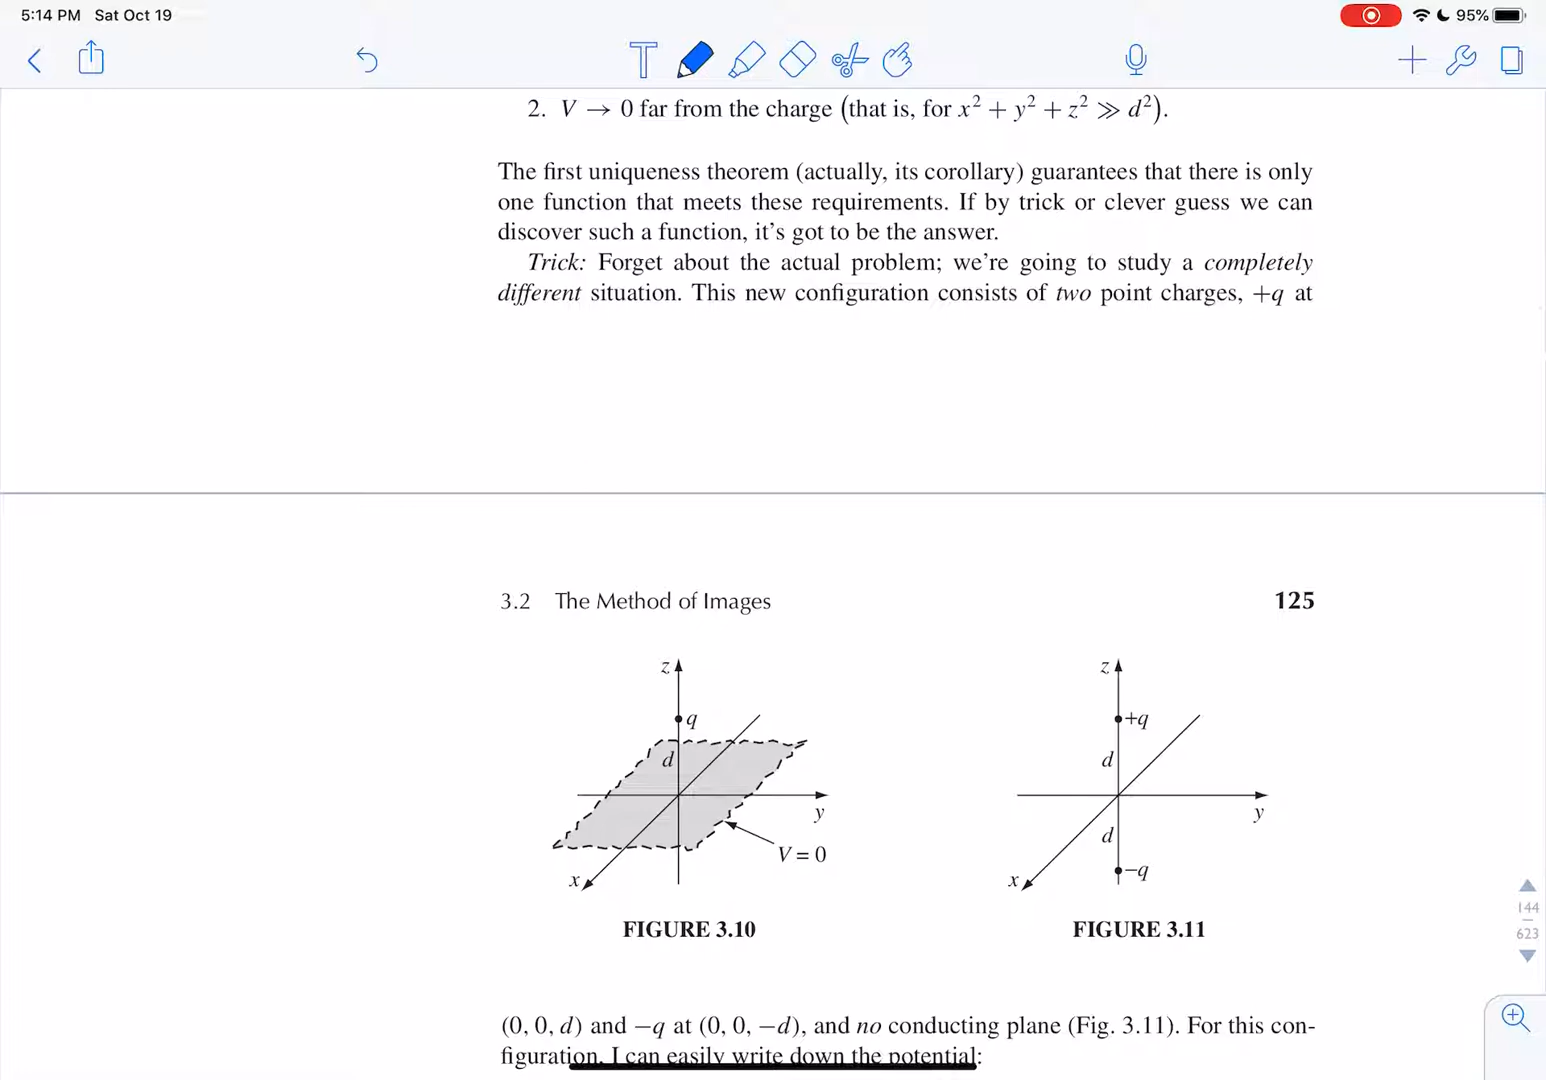 5:14 PM Sat Oct 19
95%
2. V → 0 far from the charge (that is, for x² + y² + z² ≫ d²).
The first uniqueness theorem (actually, its corollary) guarantees that there is only
one function that meets these requirements. If by trick or clever guess we can
discover such a function, it's got to be the answer.
Trick: Forget about the actual problem; we're going to study a completely
different situation. This new configuration consists of two point charges, +q at
3.2 The Method of Images 125
z
q
d
y
V = 0
x
FIGURE 3.10
z
+q
d
y
d
−q
x
FIGURE 3.11
144
623
(0, 0, d) and −q at (0, 0, −d), and no conducting plane (Fig. 3.11). For this con-
figuration, I can easily write down the potential: